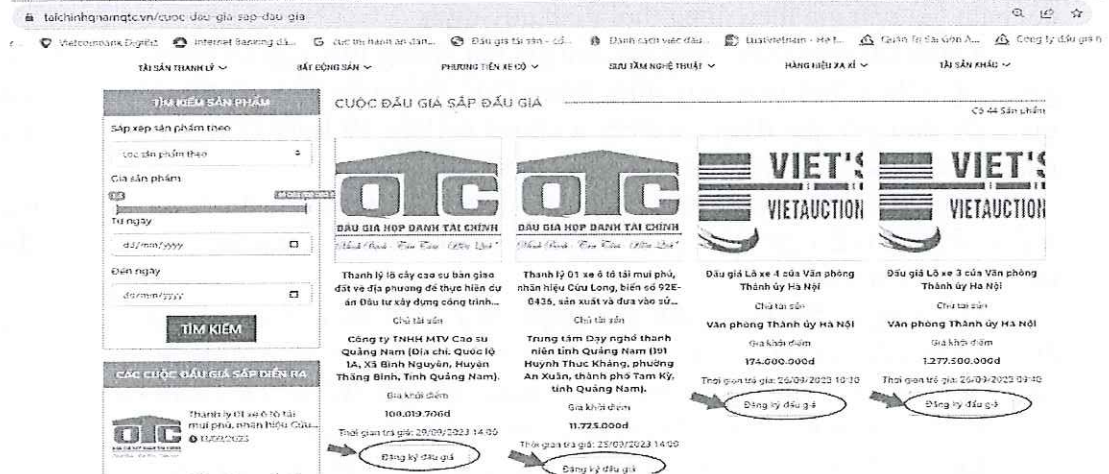 taichinhqnamqtc.vn/cuoc-dau-gia-sap-dau-gia
Vietcombank Digibiz
Internet Banking dà...
cục thi hành án dân...
Đấu giá tài sản - cổ...
Danh sách việc đấu...
LuatVietnam - Hệ t...
Quản Trị Sài Gòn A...
Công ty đấu giá h
TÀI SẢN THANH LÝ
BẤT ĐỘNG SẢN
PHƯƠNG TIỆN XE CỘ
SƯU TẦM NGHỆ THUẬT
HÀNG HIỆU XA XỈ
TÀI SẢN KHÁC
TÌM KIẾM SẢN PHẨM
Sắp xếp sản phẩm theo
Lọc sản phẩm theo
Giá sản phẩm
Từ ngày
dd/mm/yyyy
Đến ngày
dd/mm/yyyy
TÌM KIẾM
CÁC CUỘC ĐẤU GIÁ SẮP DIỄN RA
Thanh lý 01 xe ô tô tải
mui phủ, nhãn hiệu Cửu...
CUỘC ĐẤU GIÁ SẮP ĐẤU GIÁ
Có 44 Sản phẩm
QTC
ĐẤU GIÁ HỢP DANH TÀI CHÍNH
Thanh lý lô cây cao su bàn giao
đất về địa phương để thực hiện dự
án Đầu tư xây dựng công trình...
Chủ tài sản
Công ty TNHH MTV Cao su
Quảng Nam (Địa chỉ: Quốc lộ
1A, Xã Bình Nguyên, Huyện
Thăng Bình, Tỉnh Quảng Nam).
Giá khởi điểm
100.019.706đ
Thời gian trả giá: 29/09/2023 14:00
Đăng ký đấu giá
QTC
ĐẤU GIÁ HỢP DANH TÀI CHÍNH
Thanh lý 01 xe ô tô tải mui phủ,
nhãn hiệu Cửu Long, biển số 92E-
0436, sản xuất và đưa vào sử...
Chủ tài sản
Trung tâm Dạy nghề thanh
niên tỉnh Quảng Nam (191
Huỳnh Thúc Kháng, phường
An Xuân, thành phố Tam Kỳ,
tỉnh Quảng Nam).
Giá khởi điểm
11.725.000đ
Thời gian trả giá: 25/09/2023 14:00
Đăng ký đấu giá
VIET'S
VIETAUCTION
Đấu giá Lô xe 4 của Văn phòng
Thành ủy Hà Nội
Chủ tài sản
Văn phòng Thành ủy Hà Nội
Giá khởi điểm
174.600.000đ
Thời gian trả giá: 26/09/2023 10:30
Đăng ký đấu giá
VIET'S
VIETAUCTION
Đấu giá Lô xe 3 của Văn phòng
Thành ủy Hà Nội
Chủ tài sản
Văn phòng Thành ủy Hà Nội
Giá khởi điểm
1.277.500.000đ
Thời gian trả giá: 26/09/2023 09:40
Đăng ký đấu giá